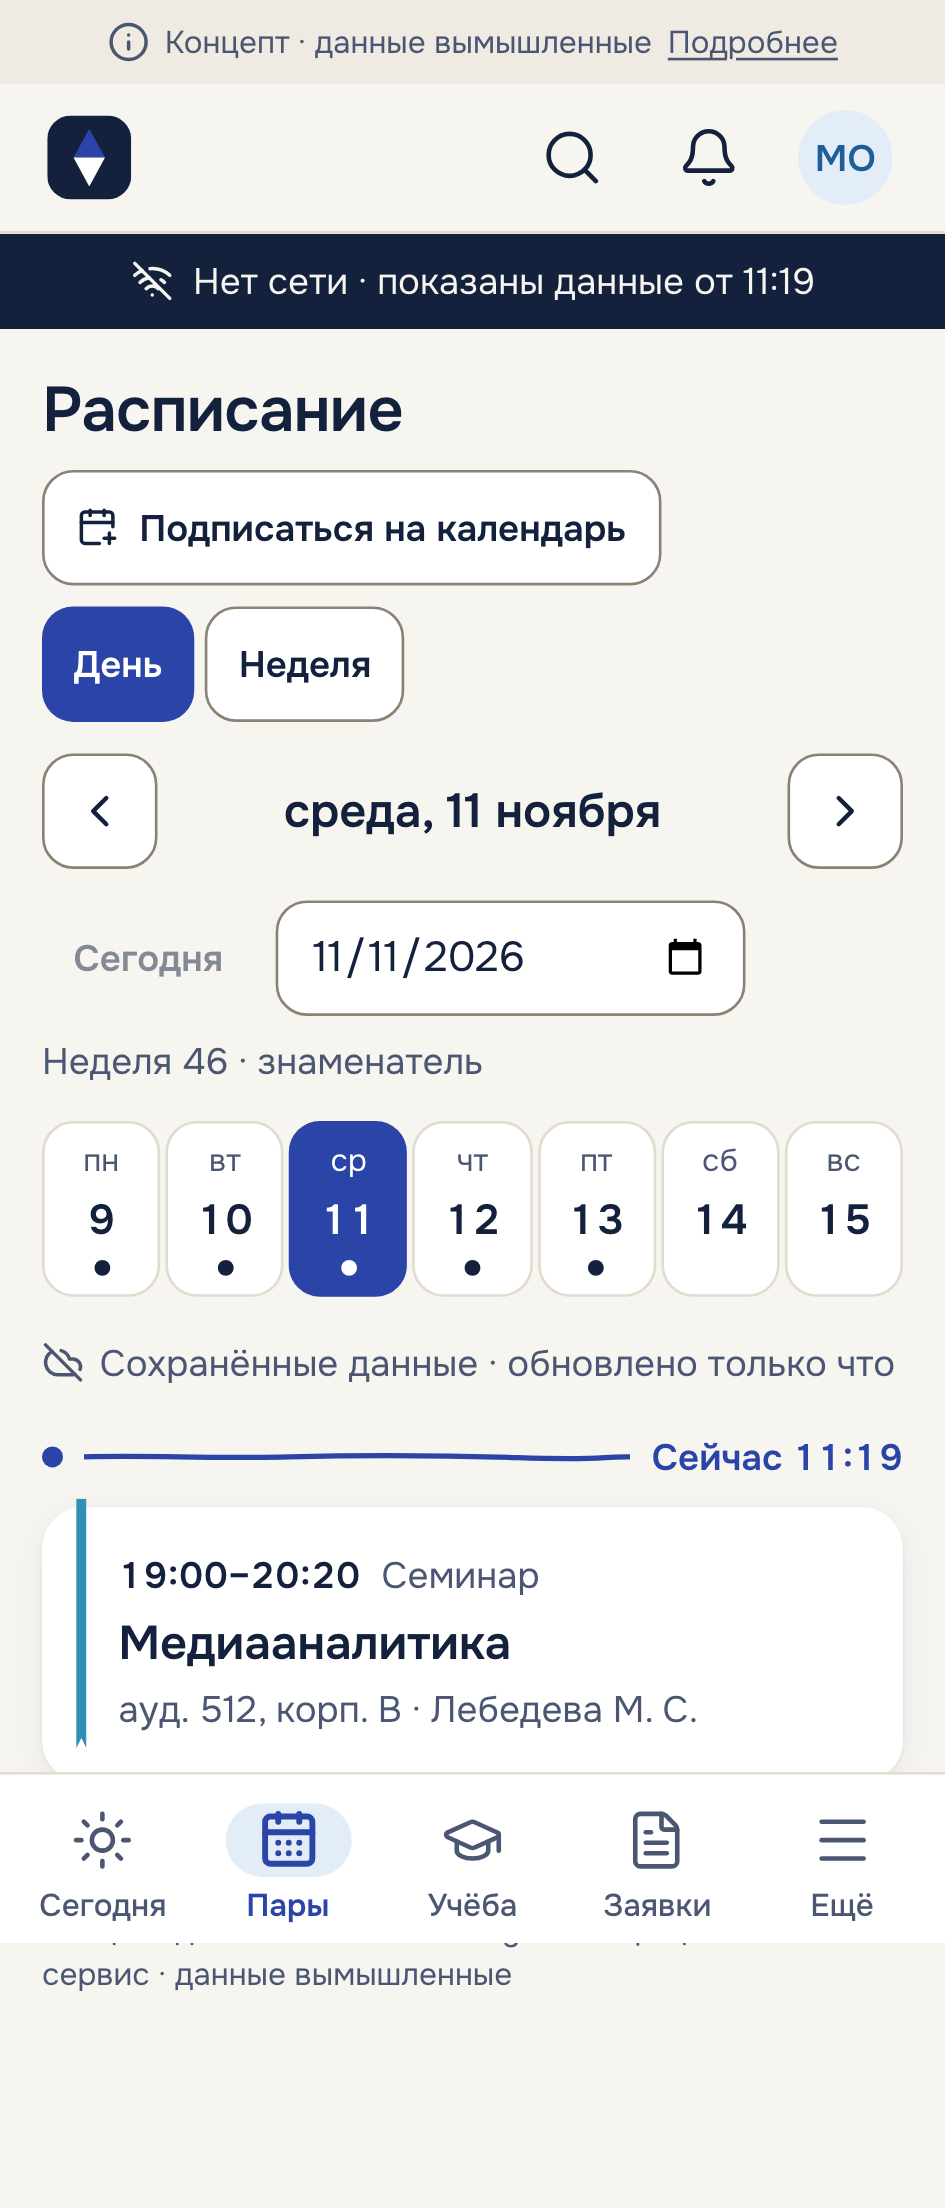 Концепт · данные вымышленные Подробнее
МО
Нет сети · показаны данные от 11:19
Расписание
Подписаться на календарь
День Неделя
среда, 11 ноября
Сегодня 11/11/2026
Неделя 46 · знаменатель
пн вт ср чт пт сб вс
9 10 11 12 13 14 15
Сохранённые данные · обновлено только что
Сейчас 11:19
19:00–20:20 Семинар
Медиааналитика
ауд. 512, корп. В · Лебедева М. С.
Сегодня Пары Учёба Заявки Ещё
сервис · данные вымышленные